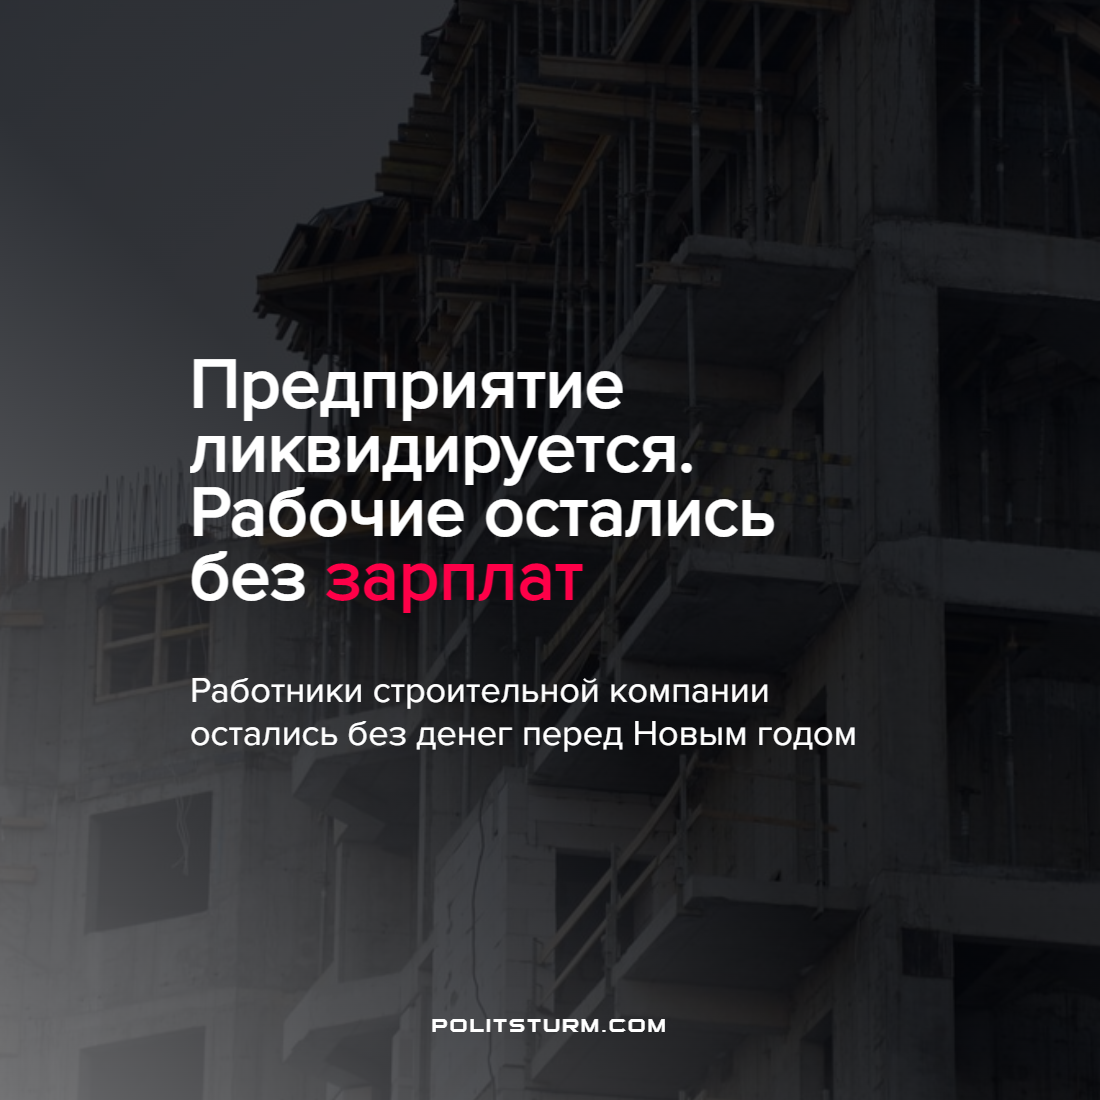 Предприятие
ликвидируется.
Рабочие остались
без зарплат
Работники строительной компании
остались без денег перед Новым годом
POLITSTURM.COM